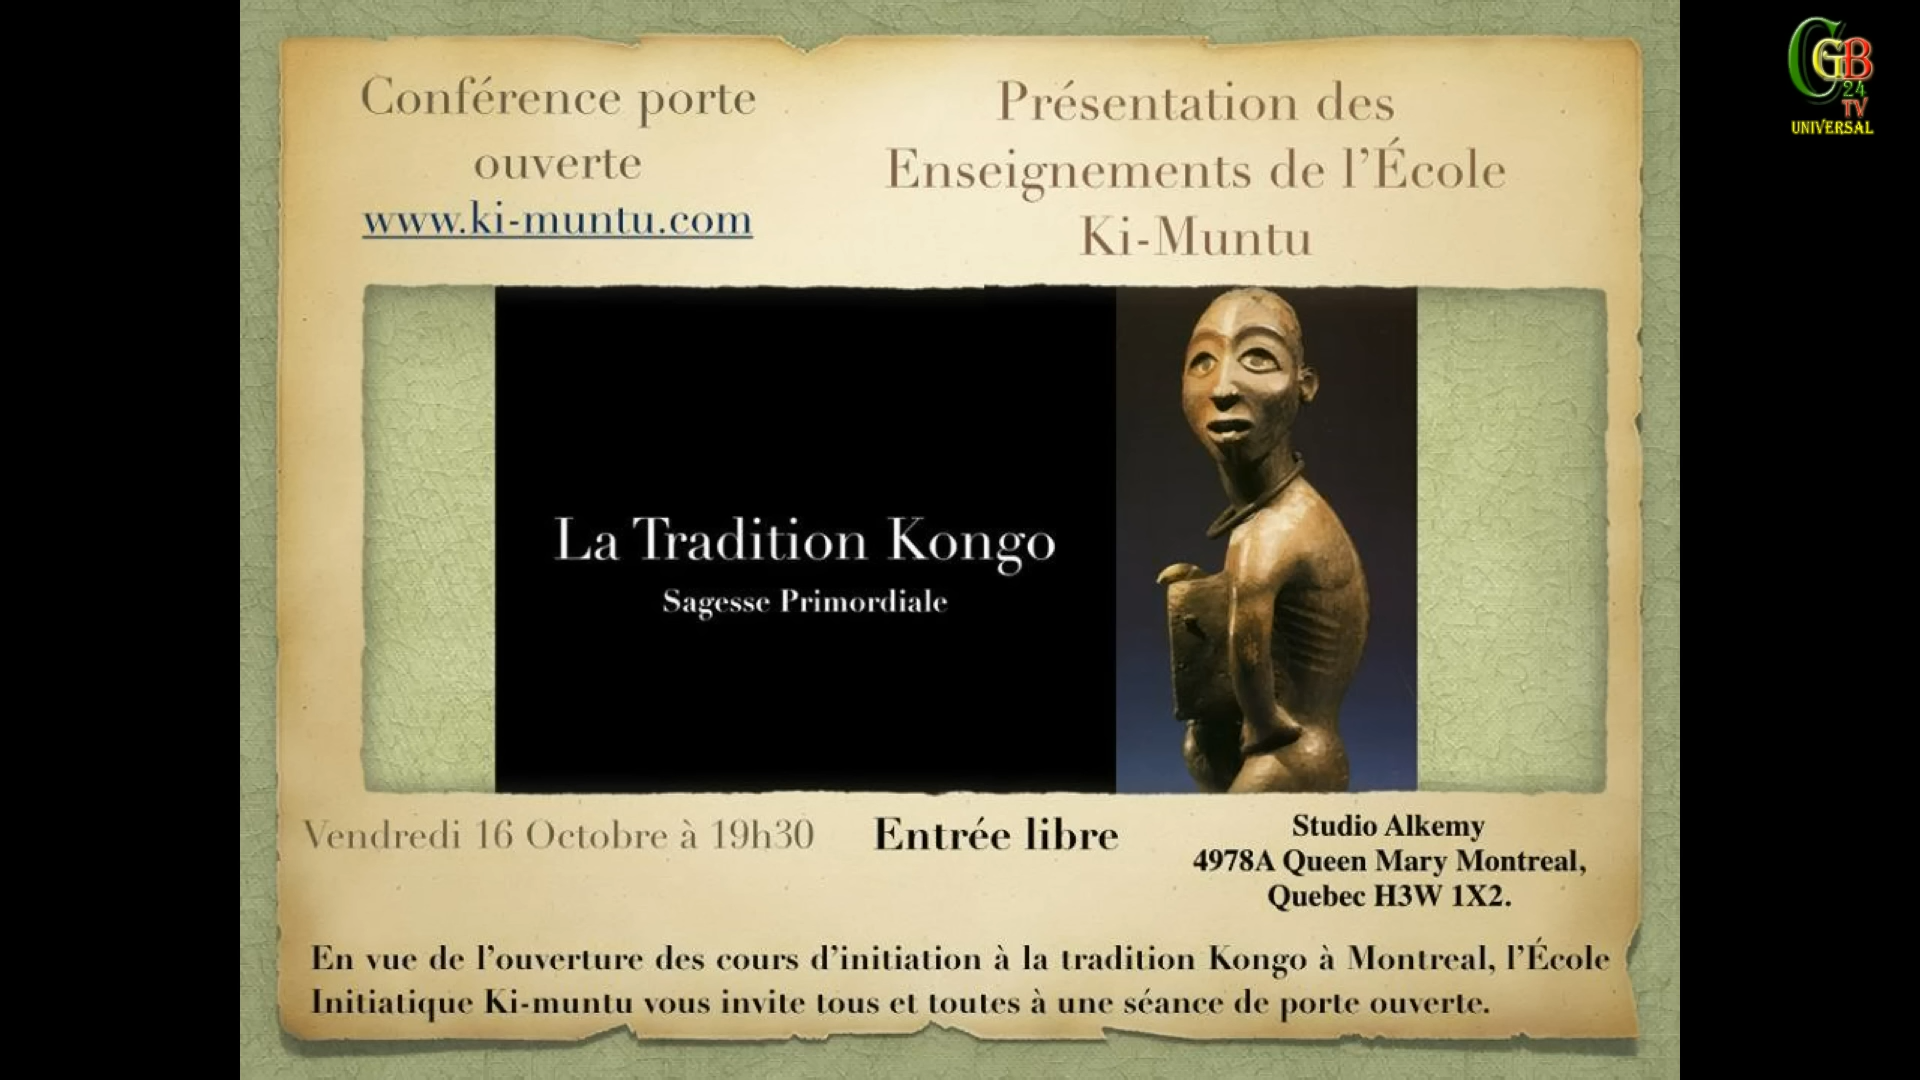 Conférence porte
ouverte
www.ki-muntu.com
Présentation des
Enseignements de l’École
Ki-Muntu
La Tradition Kongo
Sagesse Primordiale
Vendredi 16 Octobre à 19h30
Entrée libre
Studio Alkemy
4978A Queen Mary Montreal,
Quebec H3W 1X2.
En vue de l’ouverture des cours d’initiation à la tradition Kongo à Montreal, l’École
Initiatique Ki-muntu vous invite tous et toutes à une séance de porte ouverte.
CGB
24
TV
UNIVERSAL